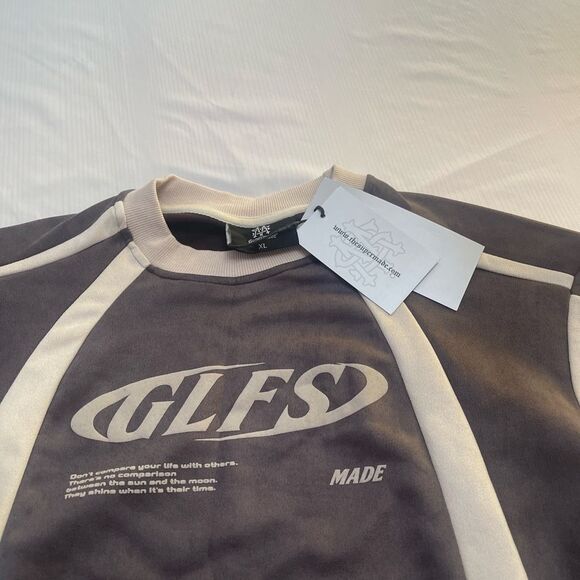 XL
www.thesupermade.com
GLFS
Don't compare your life with others.
There's no comparison
between the sun and the moon.
They shine when it's their time.
MADE